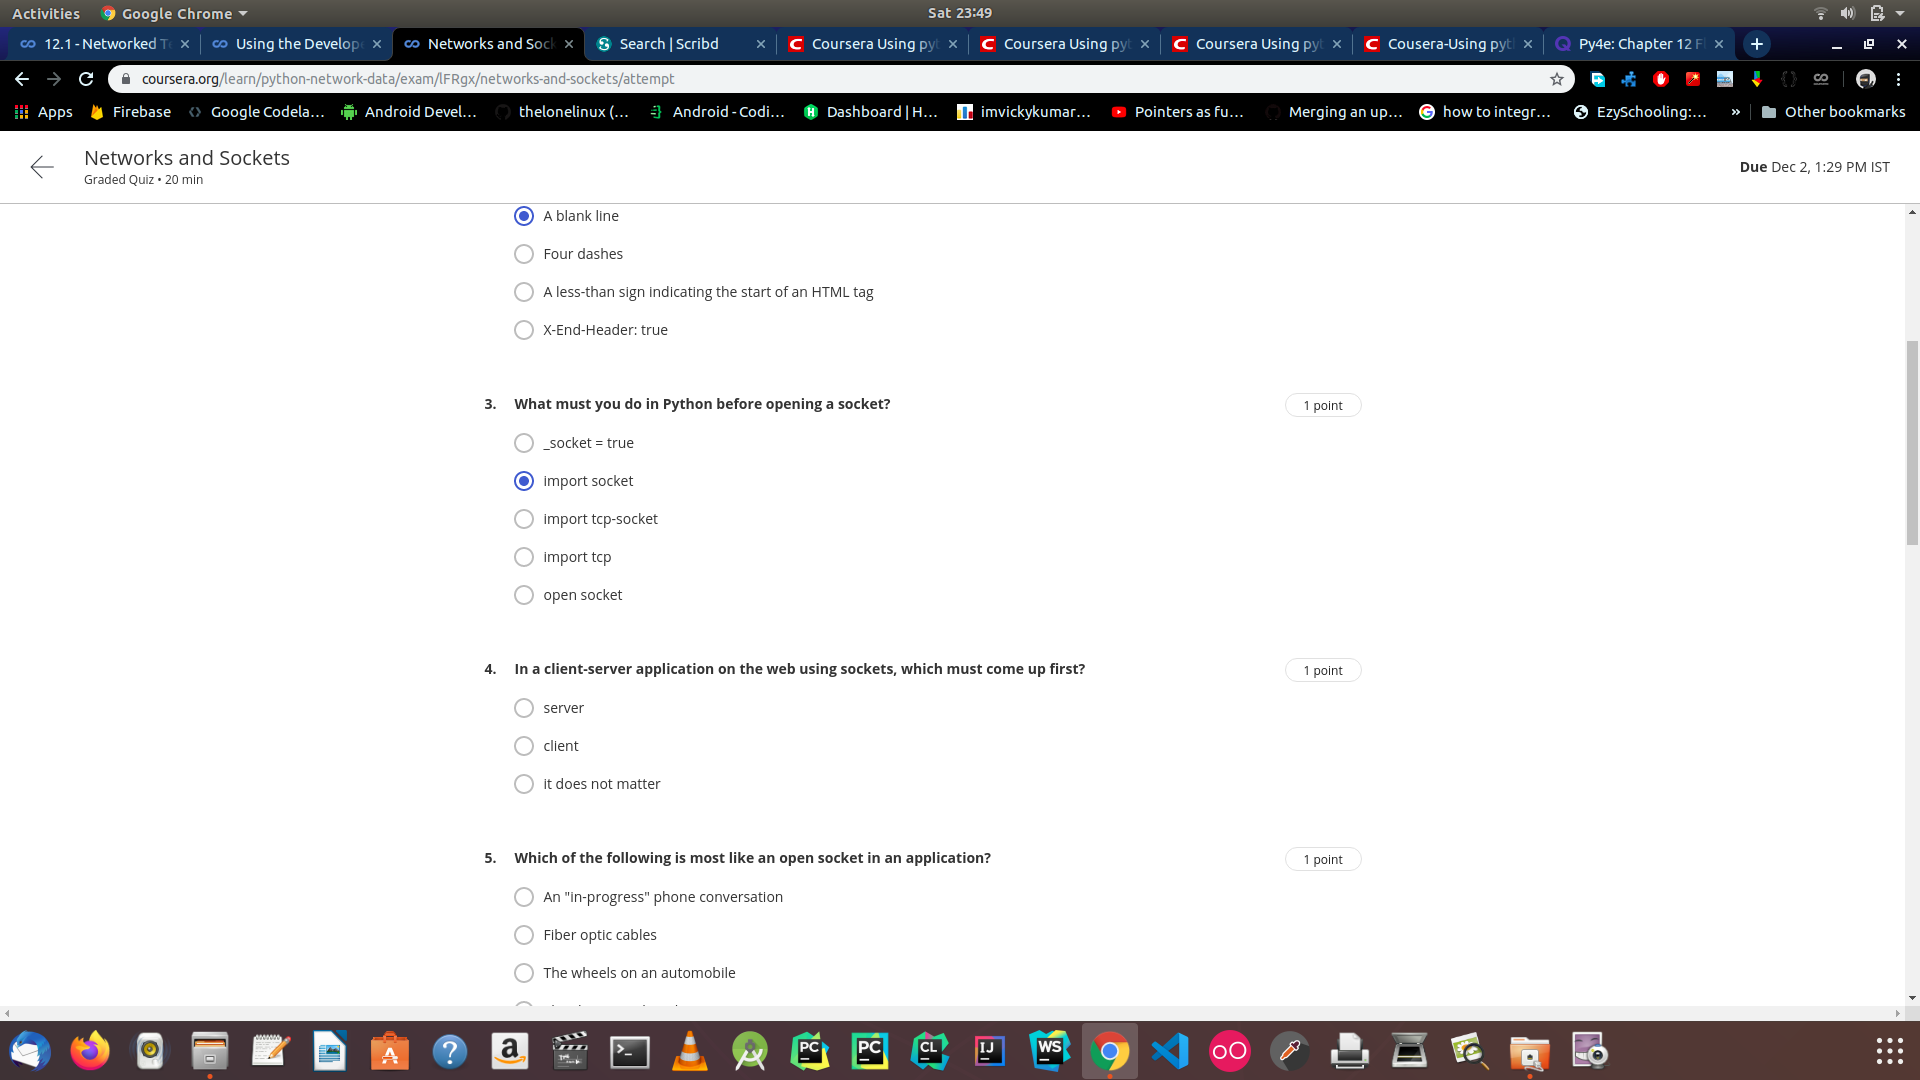 Activities Google Chrome Sat 23:49
12.1 - Networked Te Using the Develope Networks and Sock Search | Scribd Coursera Using pyt Coursera Using pyt Coursera Using pyt Cousera-Using pyth Py4e: Chapter 12 Fl
coursera.org/learn/python-network-data/exam/lFRgx/networks-and-sockets/attempt
Apps Firebase Google Codela... Android Devel... thelonelinux (... Android - Codi... Dashboard | H... imvickykumar... Pointers as fu... Merging an up... how to integr... EzySchooling:... » Other bookmarks
Networks and Sockets
Graded Quiz • 20 min
Due Dec 2, 1:29 PM IST
A blank line
Four dashes
A less-than sign indicating the start of an HTML tag
X-End-Header: true
3. What must you do in Python before opening a socket? 1 point
_socket = true
import socket
import tcp-socket
import tcp
open socket
4. In a client-server application on the web using sockets, which must come up first? 1 point
server
client
it does not matter
5. Which of the following is most like an open socket in an application? 1 point
An "in-progress" phone conversation
Fiber optic cables
The wheels on an automobile